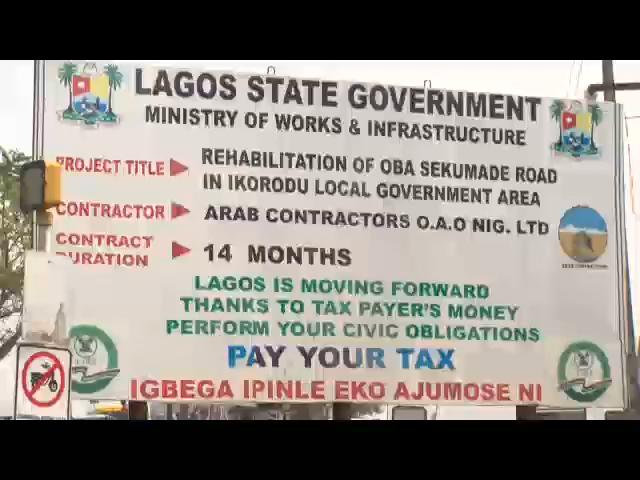 LAGOS STATE GOVERNMENT
MINISTRY OF WORKS & INFRASTRUCTURE
PROJECT TITLE REHABILITATION OF OBA SEKUMADE ROAD
IN IKORODU LOCAL GOVERNMENT AREA
CONTRACTOR ARAB CONTRACTORS O.A.O NIG. LTD
CONTRACT
DURATION 14 MONTHS
LAGOS IS MOVING FORWARD
THANKS TO TAX PAYER'S MONEY
PERFORM YOUR CIVIC OBLIGATIONS
PAY YOUR TAX
IGBEGA IPINLE EKO AJUMOSE NI